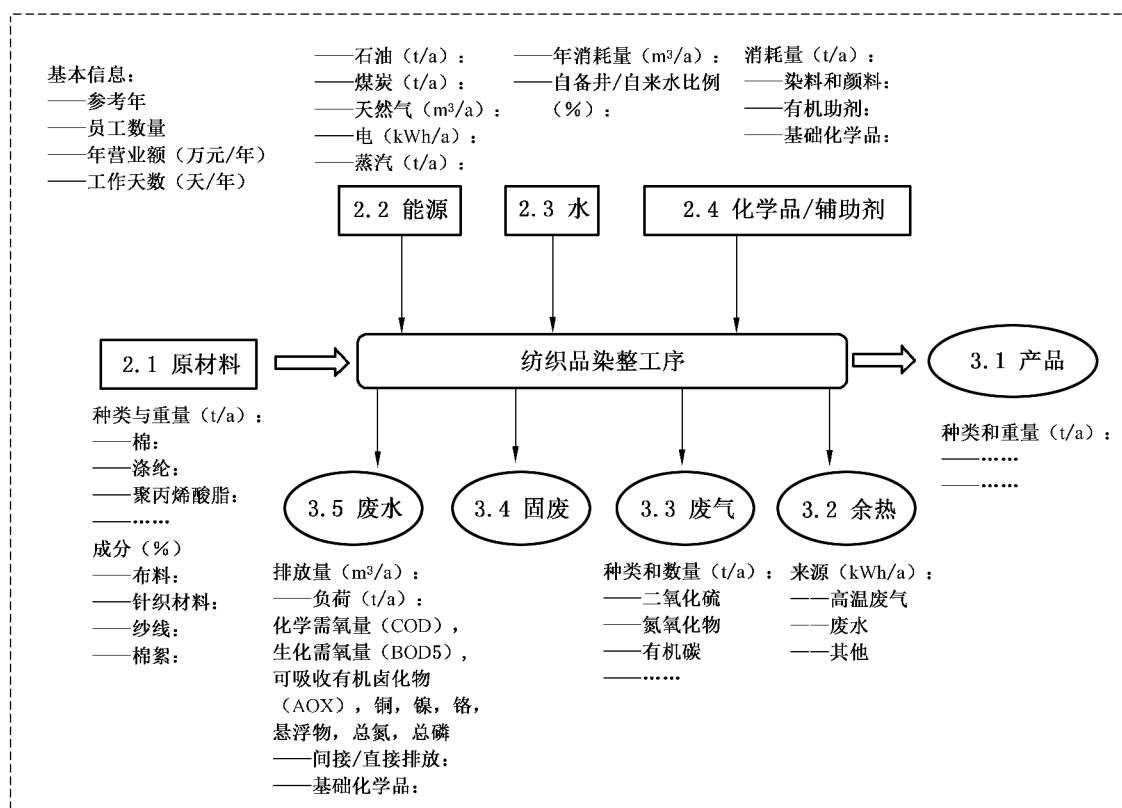 基本信息：
——参考年
——员工数量
——年营业额（万元/年）
——工作天数（天/年）
——石油（t/a）：
——煤炭（t/a）：
——天然气（m³/a）：
——电（kWh/a）：
——蒸汽（t/a）：
——年消耗量（m³/a）：
——自备井/自来水比例
（%）：
消耗量（t/a）：
——染料和颜料：
——有机助剂：
——基础化学品：
2.2 能源
2.3 水
2.4 化学品/辅助剂
2.1 原材料
纺织品染整工序
3.1 产品
种类与重量（t/a）：
——棉：
——涤纶：
——聚丙烯酸脂：
——……
成分（%）
——布料：
——针织材料：
——纱线：
——棉絮：
种类和重量（t/a）：
——……
——……
3.5 废水
3.4 固废
3.3 废气
3.2 余热
排放量（m³/a）：
——负荷（t/a）：
化学需氧量（COD），
生化需氧量（BOD5），
可吸收有机卤化物
（AOX），铜，镍，铬，
悬浮物，总氮，总磷
——间接/直接排放：
——基础化学品：
种类和数量（t/a）：
——二氧化硫
——氮氧化物
——有机碳
——……
来源（kWh/a）：
——高温废气
——废水
——其他